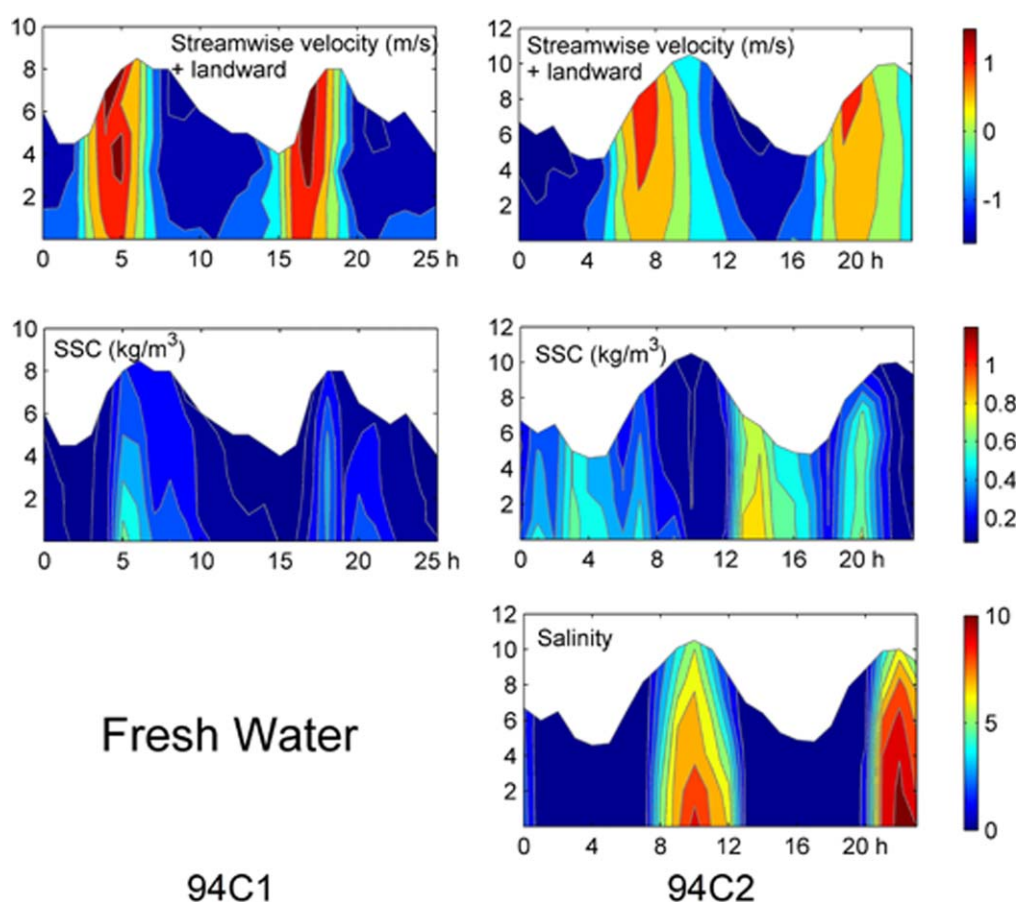 10
8
6
4
2
Streamwise velocity (m/s)
+ landward
0 5 10 15 20 25 h
12
10
8
6
4
2
Streamwise velocity (m/s)
+ landward
0 4 8 12 16 20 h
1
0
-1
10
8
6
4
2
SSC (kg/m³)
0 5 10 15 20 25 h
12
10
8
6
4
2
SSC (kg/m³)
0 4 8 12 16 20 h
1
0.8
0.6
0.4
0.2
Fresh Water
12
10
8
6
4
2
Salinity
0 4 8 12 16 20 h
10
5
0
94C1
94C2